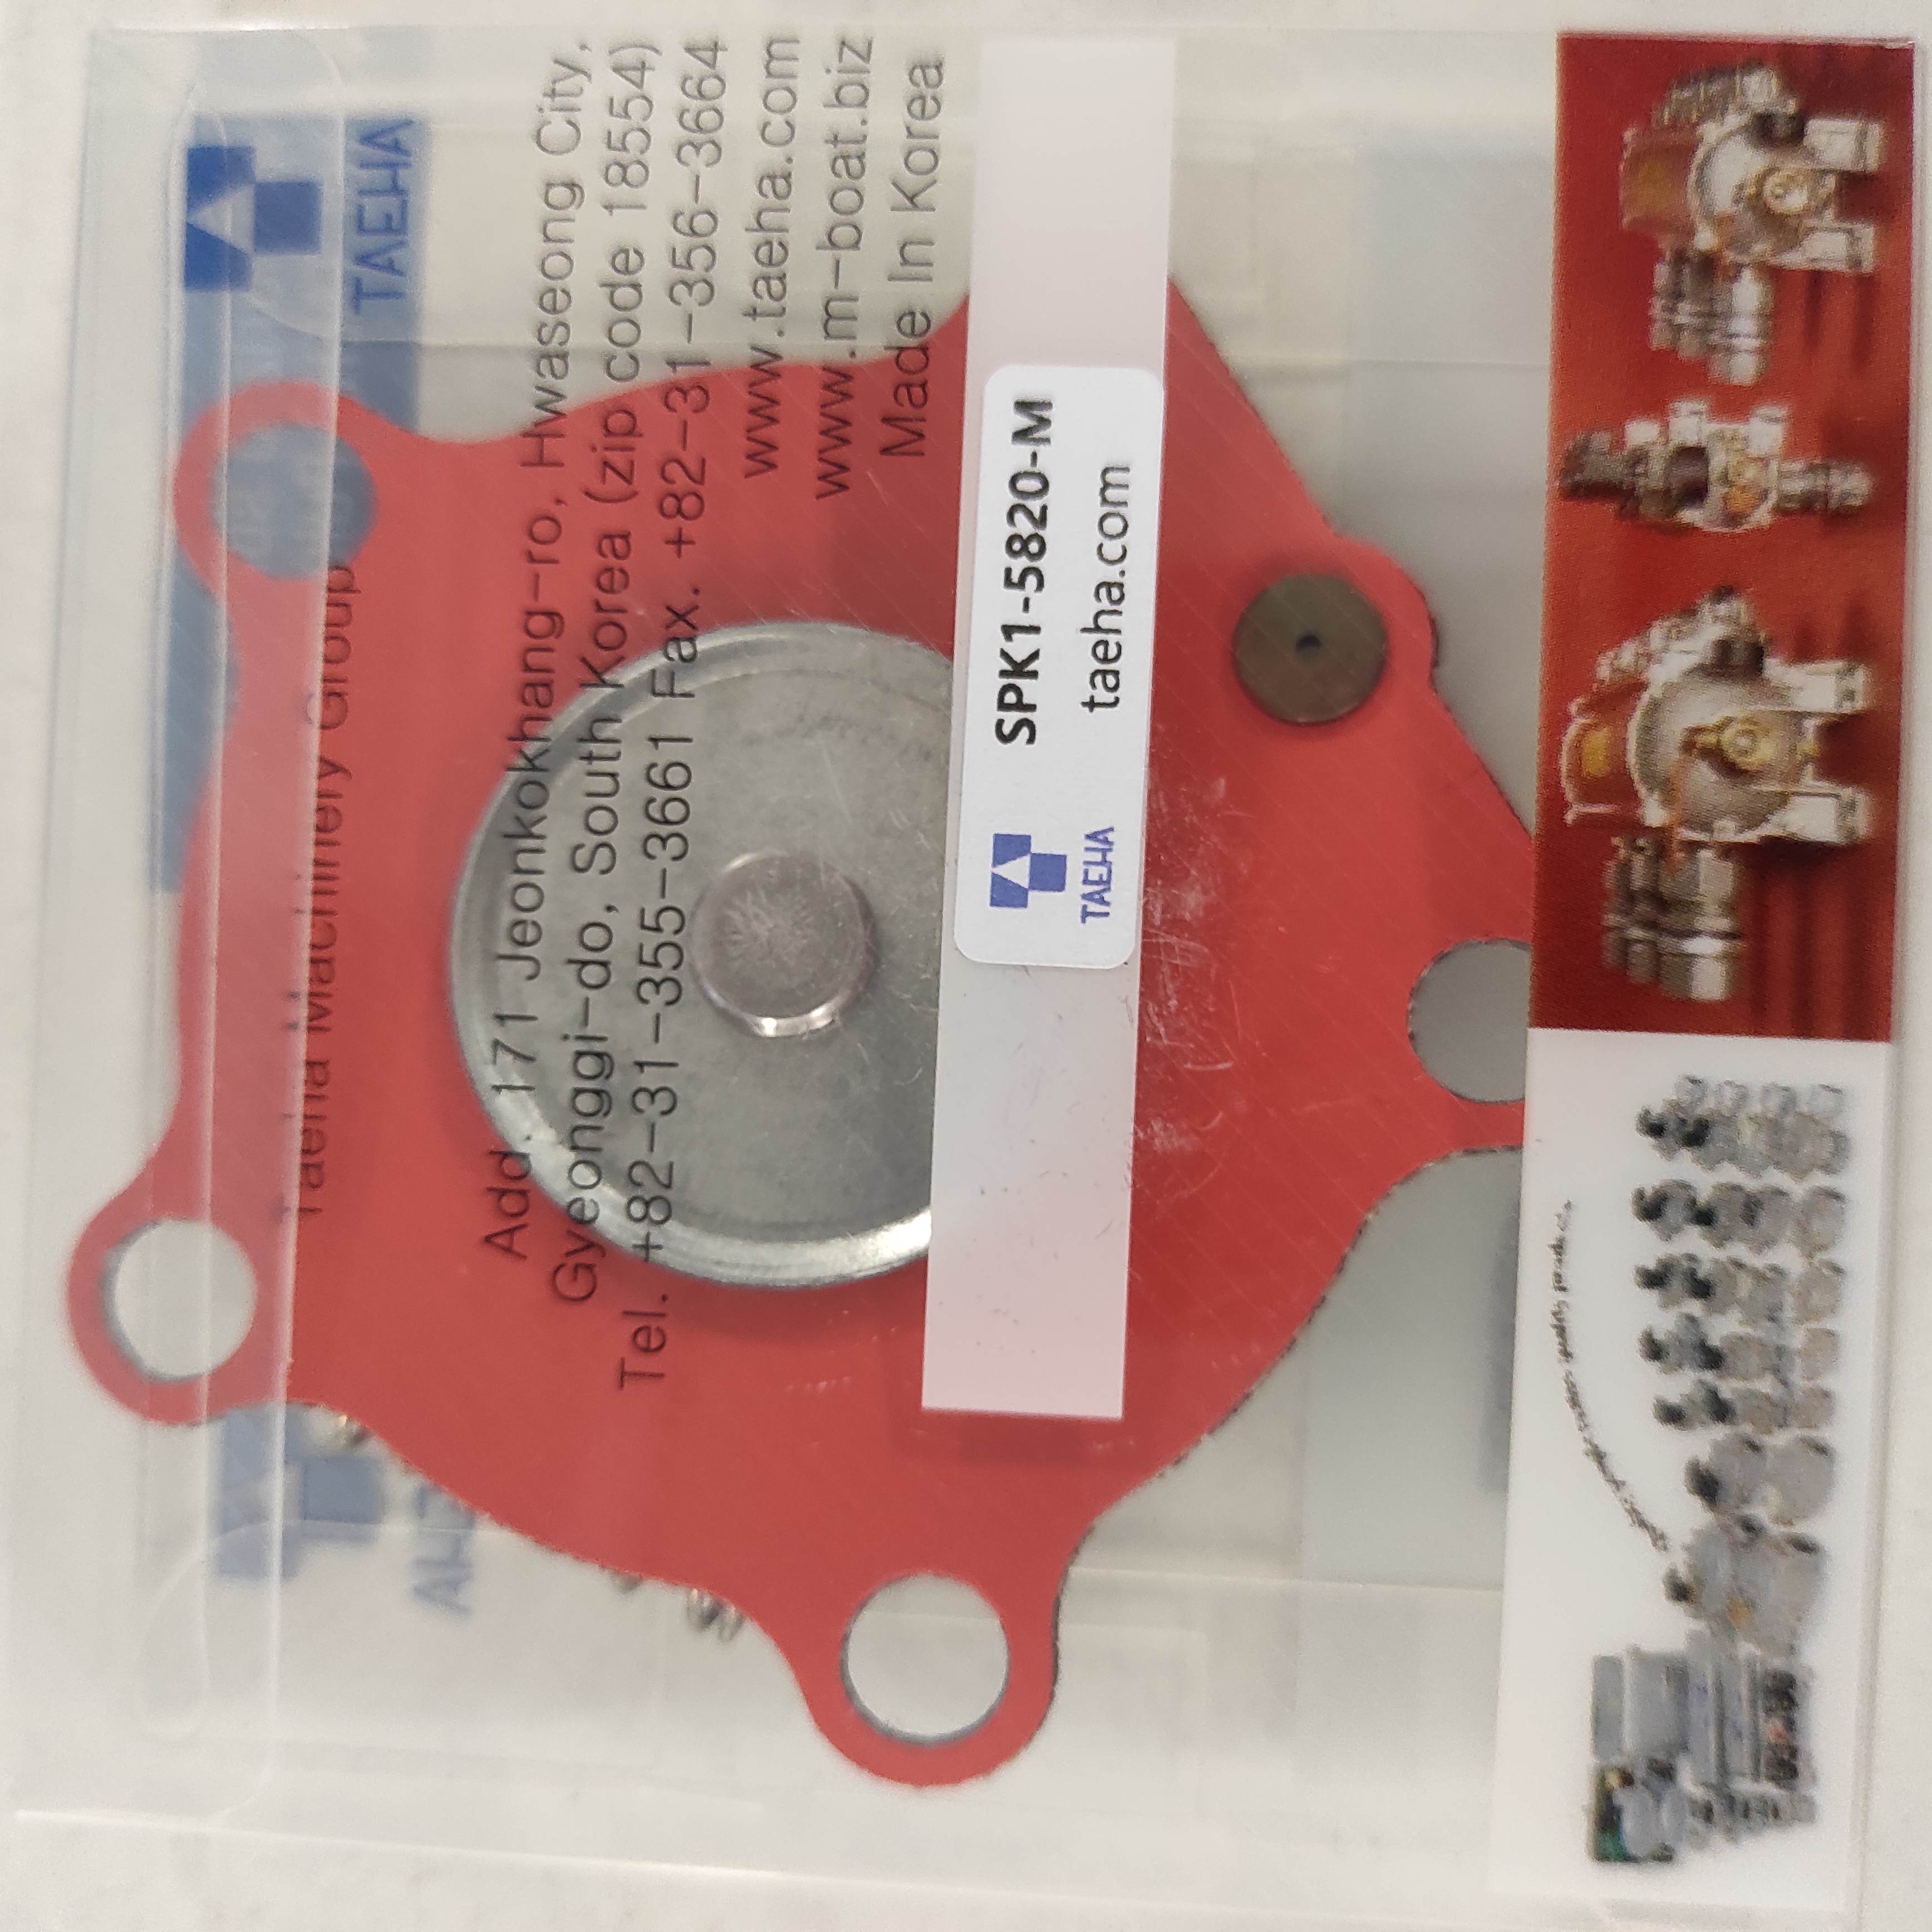 TAEHA
Taeha Machinery Group
Add. 171 Jeonkokhang-ro, Hwaseong City,
Gyeonggi-do, South Korea (zip code 18554)
Tel. +82-31-355-3661 Fax. +82-31-356-3664
www.taeha.com
www.m-boat.biz
Made In Korea
SPK1-5820-M
taeha.com
TAEHA